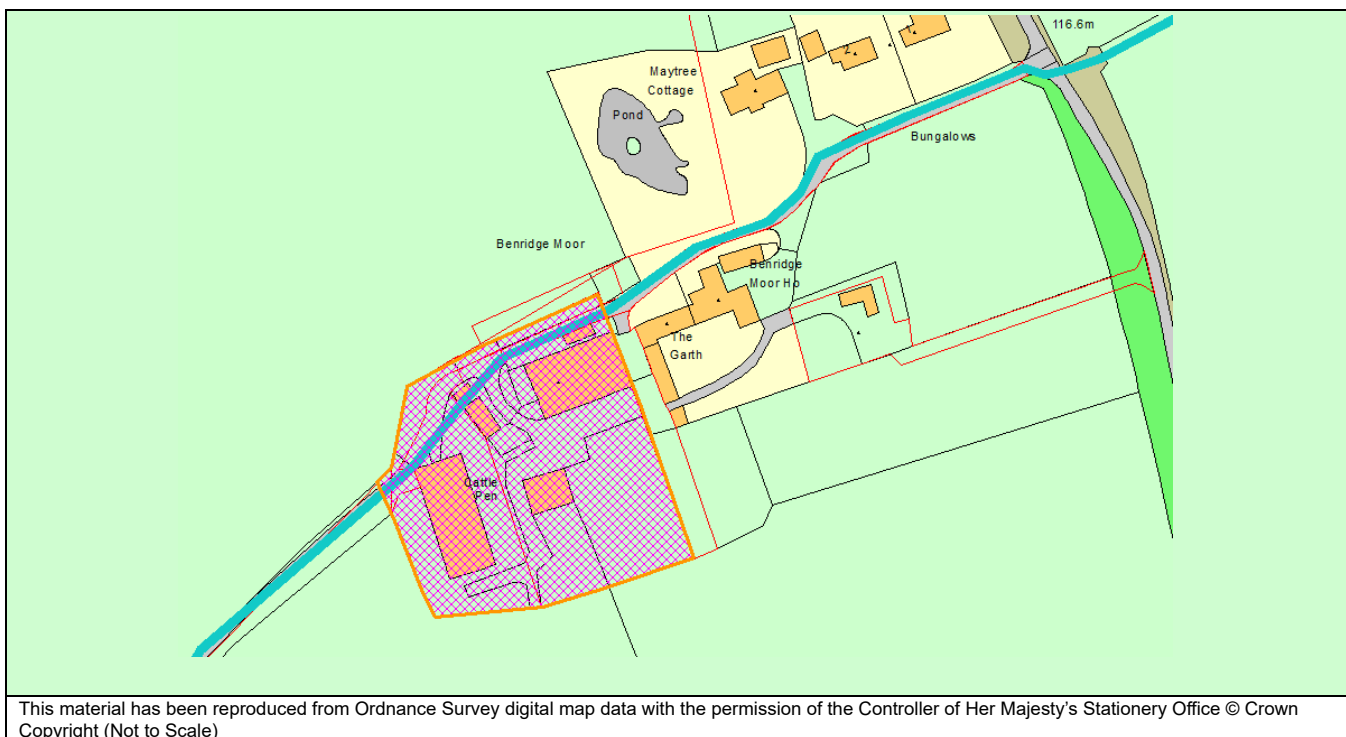 116.6m
1
2
Maytree
Cottage
Pond
Bungalows
Benridge Moor
Benridge
Moor Ho
The
Garth
Cattle
Pen
This material has been reproduced from Ordnance Survey digital map data with the permission of the Controller of Her Majesty's Stationery Office © Crown
Copyright (Not to Scale)